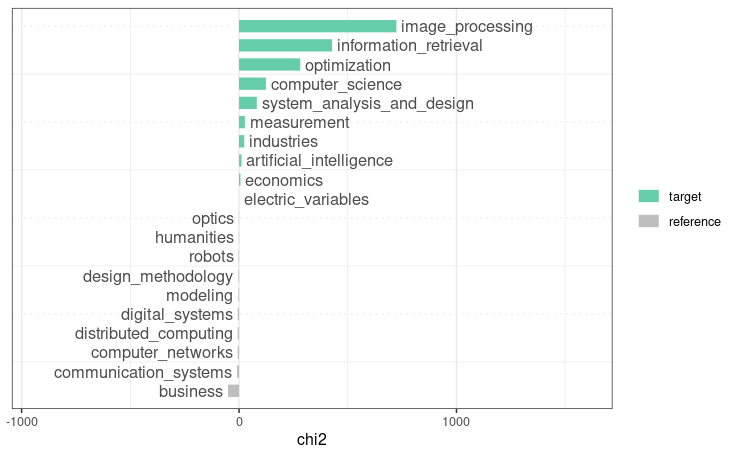 image_processing
information_retrieval
optimization
computer_science
system_analysis_and_design
measurement
industries
artificial_intelligence
economics
electric_variables
optics
humanities
robots
design_methodology
modeling
digital_systems
distributed_computing
computer_networks
communication_systems
business
target
reference
-1000 0 1000
chi2